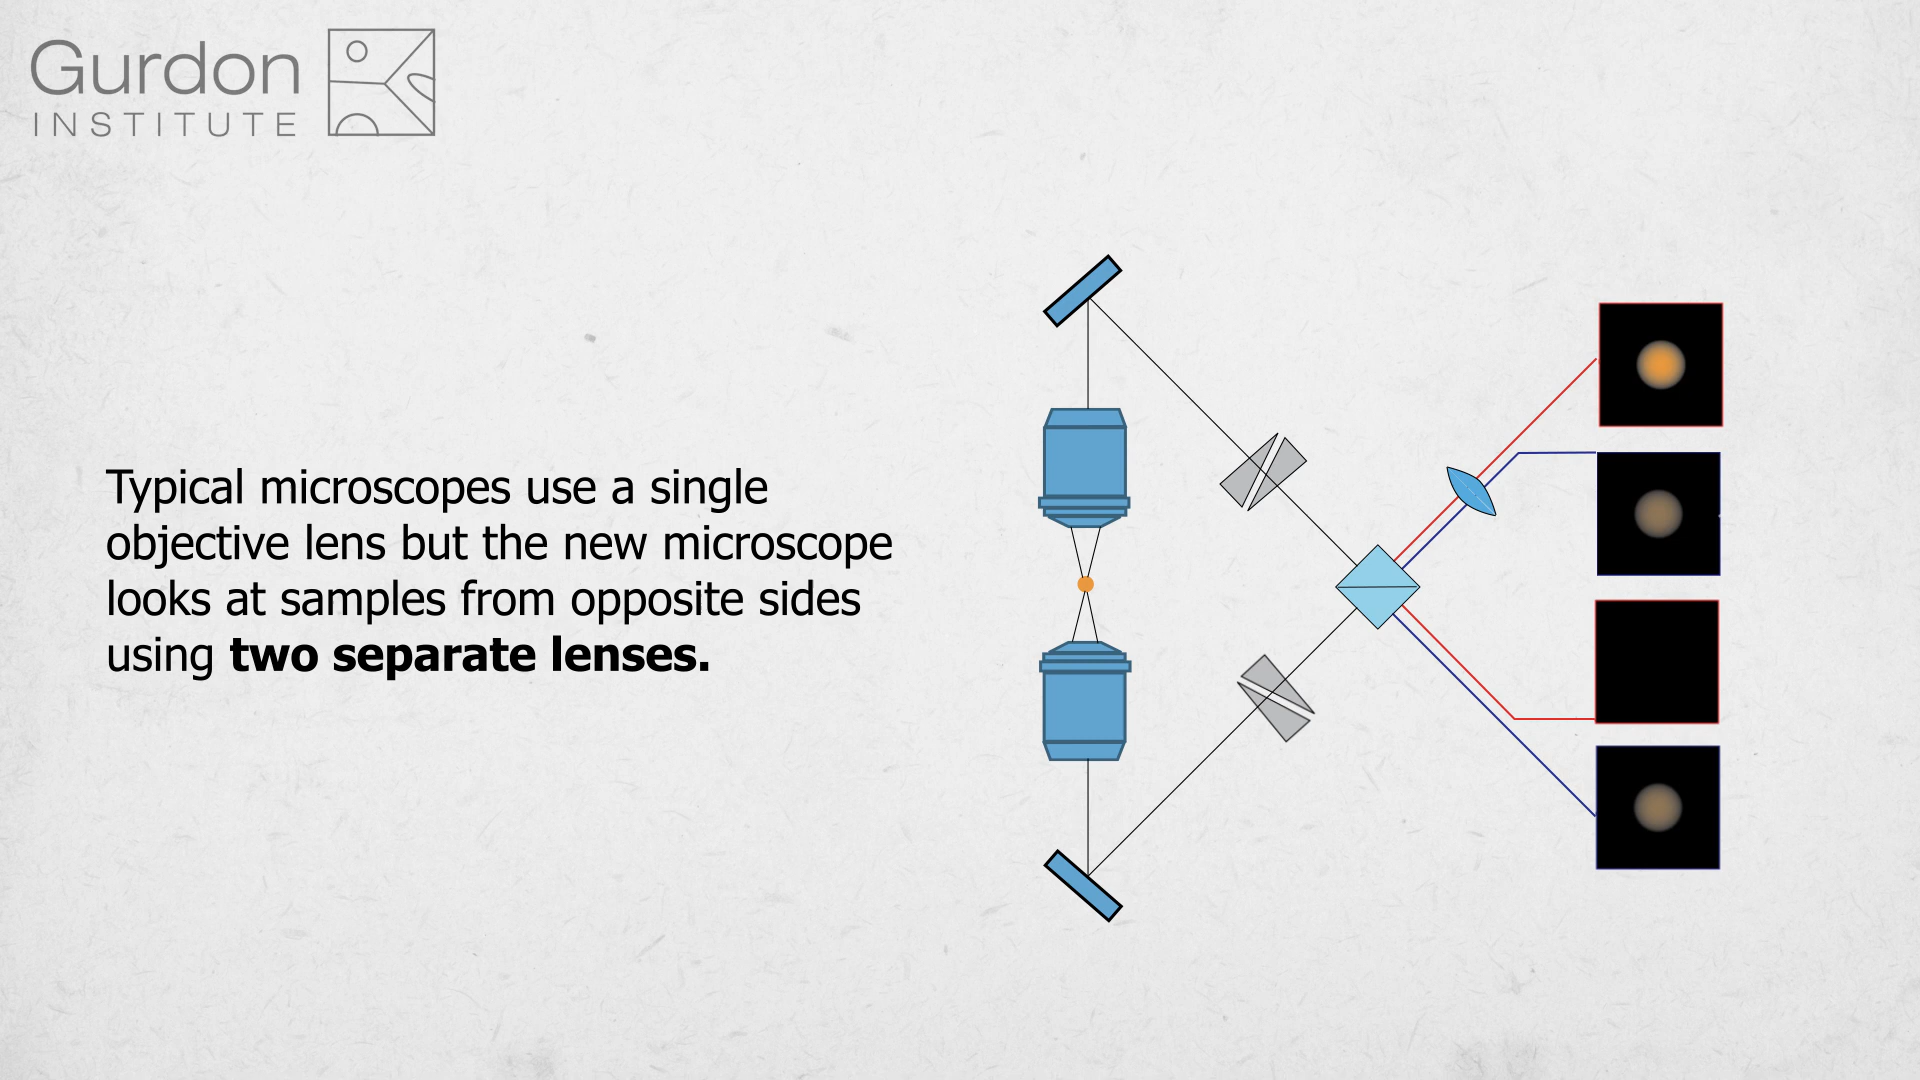 Gurdon
INSTITUTE
Typical microscopes use a single
objective lens but the new microscope
looks at samples from opposite sides
using two separate lenses.